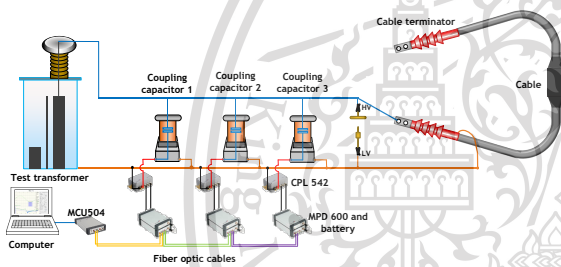 Cable terminator
Coupling
capacitor 1
Coupling
capacitor 2
Coupling
capacitor 3
Cable
HV
LV
Test transformer
CPL 542
MCU504
MPD 600 and
battery
Computer
Fiber optic cables